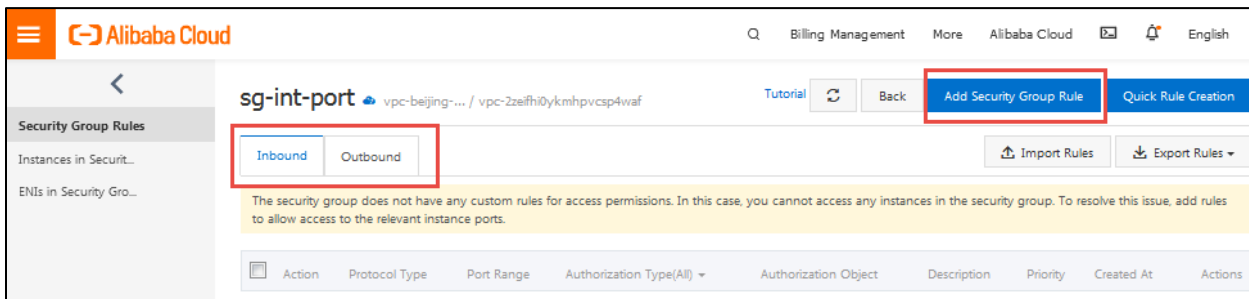 Alibaba Cloud
Billing Management More Alibaba Cloud English
sg-int-port vpc-beijing-... / vpc-2zeifhi0ykmhpvcsp4waf
Tutorial Back Add Security Group Rule Quick Rule Creation
Security Group Rules
Instances in Securit...
ENIs in Security Gro...
Inbound Outbound
Import Rules Export Rules
The security group does not have any custom rules for access permissions. In this case, you cannot access any instances in the security group. To resolve this issue, add rules
to allow access to the relevant instance ports.
Action Protocol Type Port Range Authorization Type(All) Authorization Object Description Priority Created At Actions